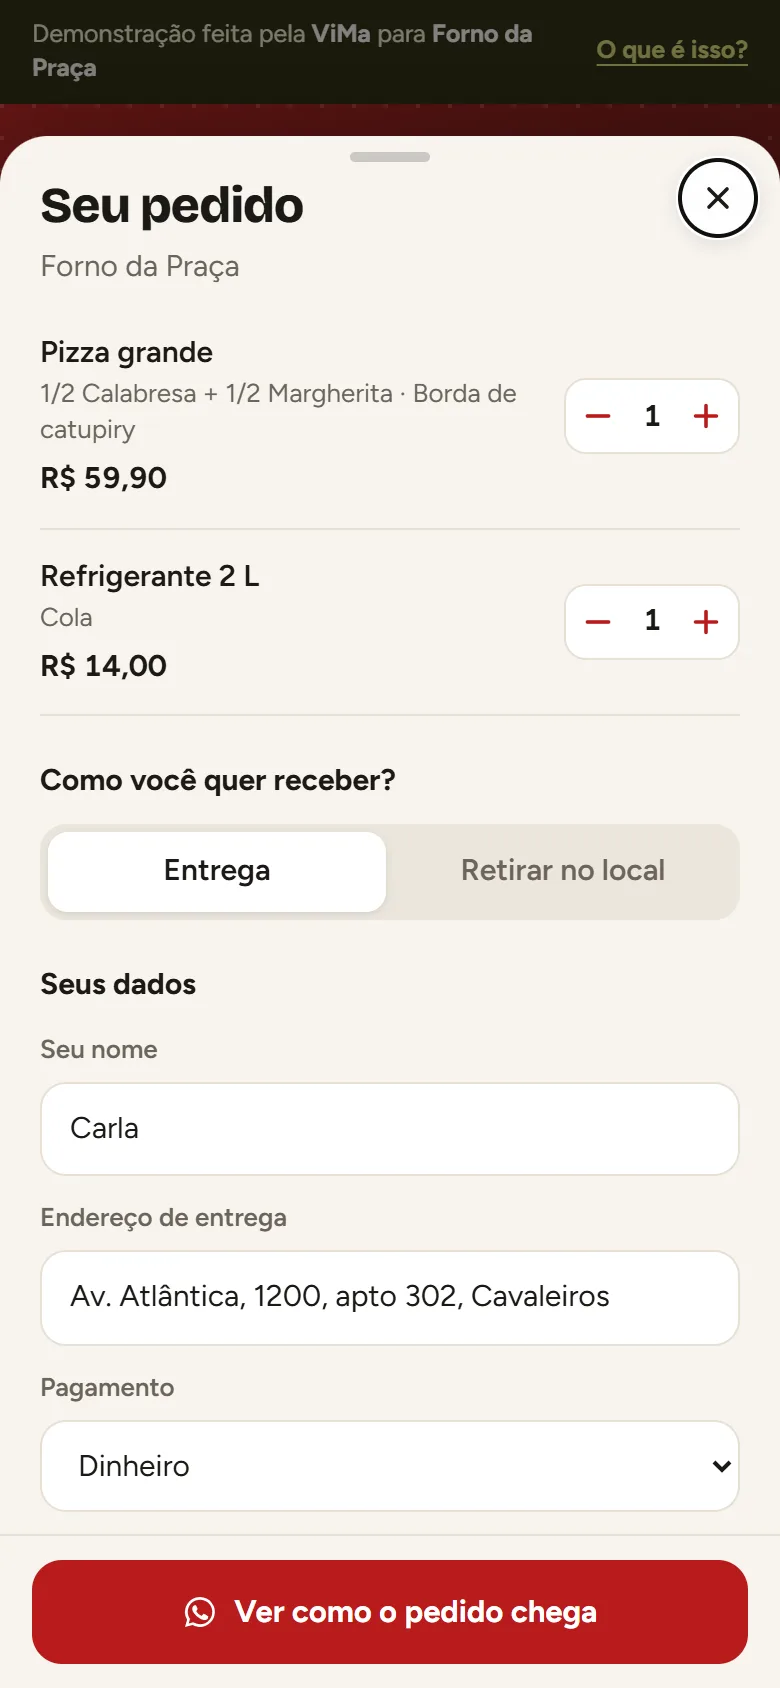 Demonstração feita pela ViMa para Forno da
Praça
O que é isso?
Seu pedido
Forno da Praça
Pizza grande
1/2 Calabresa + 1/2 Margherita · Borda de
catupiry
R$ 59,90
1
Refrigerante 2 L
Cola
R$ 14,00
1
Como você quer receber?
Entrega
Retirar no local
Seus dados
Seu nome
Carla
Endereço de entrega
Av. Atlântica, 1200, apto 302, Cavaleiros
Pagamento
Dinheiro
Ver como o pedido chega